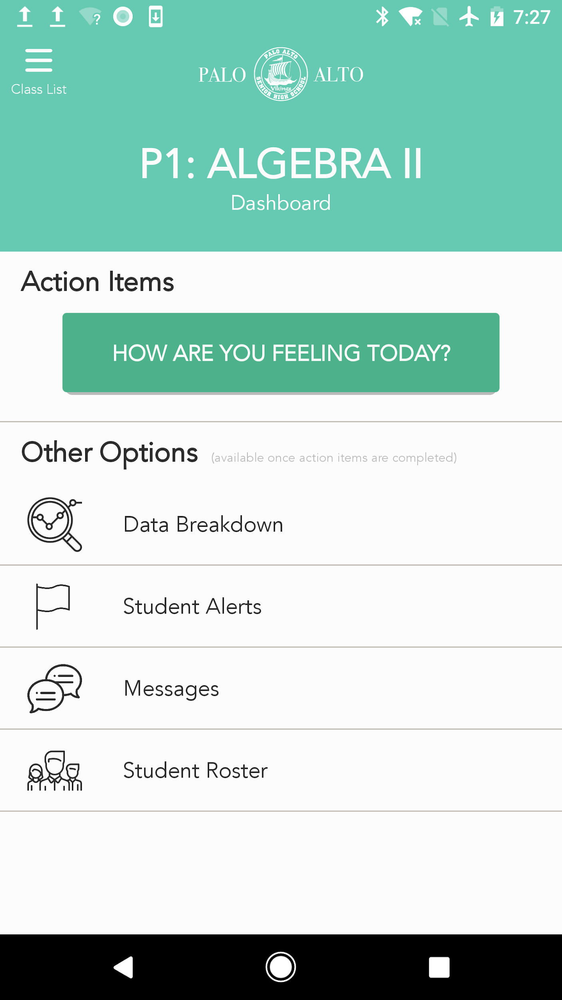 7:27
Class List
PALO
PALO ALTO
Vikings
SENIOR HIGH SCHOOL
ALTO
P1: ALGEBRA II
Dashboard
Action Items
HOW ARE YOU FEELING TODAY?
Other Options (available once action items are completed)
Data Breakdown
Student Alerts
Messages
Student Roster